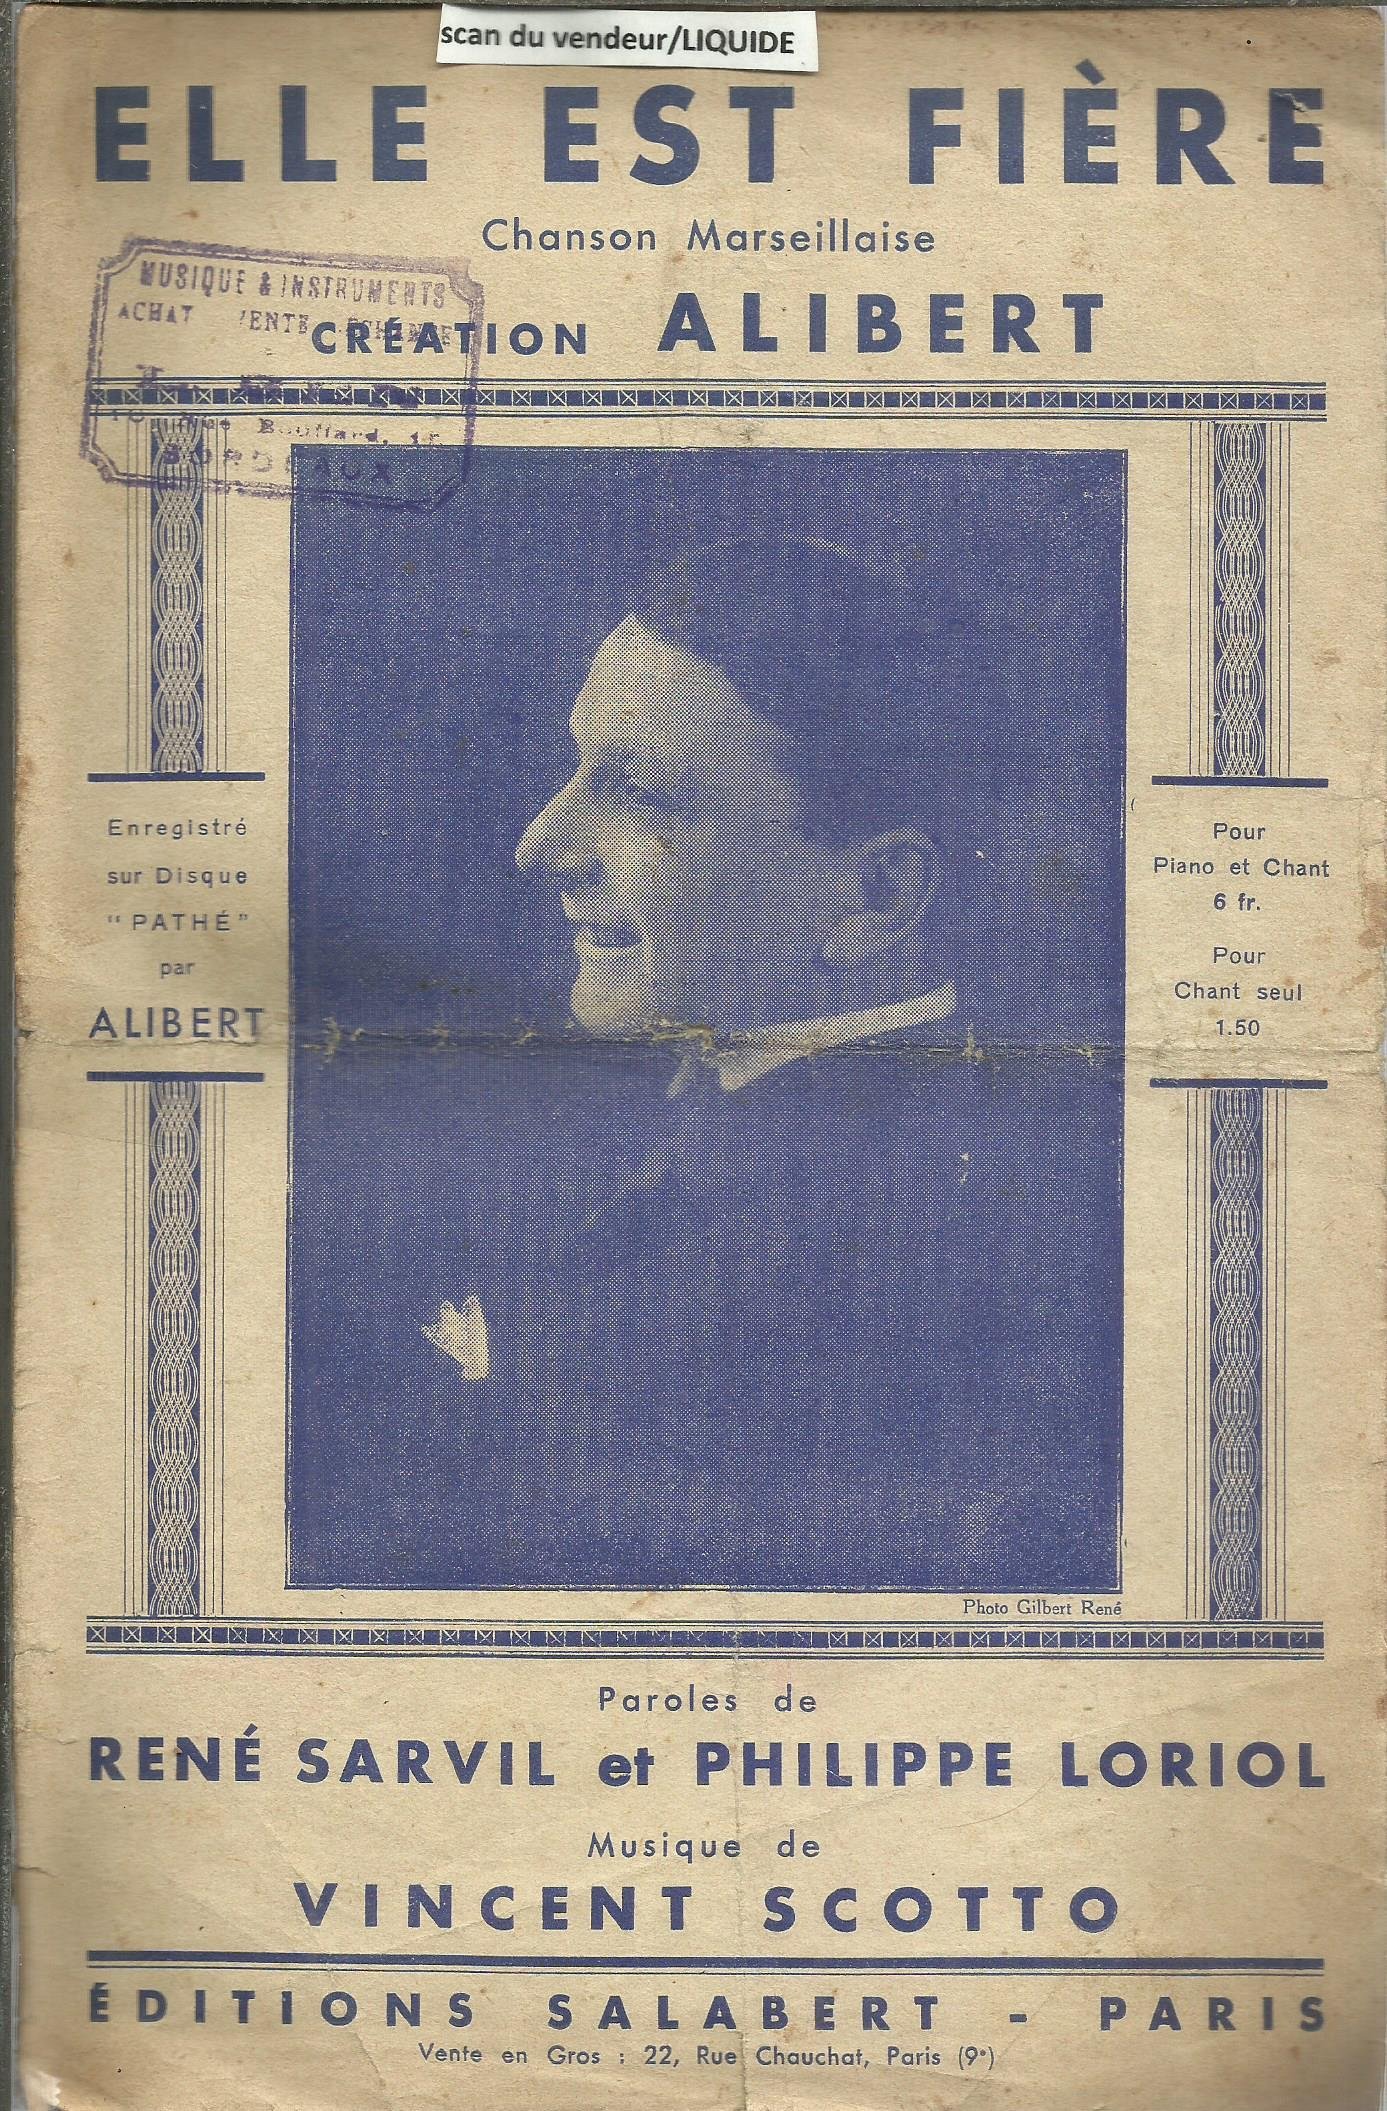 scan du vendeur/LIQUIDE
ELLE EST FIÈRE
Chanson Marseillaise
MUSIQUE & INSTRUMENTS
ACHAT
CRÉATION ALIBERT
BORDEAUX
Enregistré
sur Disque
“ PATHÉ ”
par
ALIBERT
Pour
Piano et Chant
6 fr.
Pour
Chant seul
1.50
Photo Gilbert René
Paroles de
RENÉ SARVIL et PHILIPPE LORIOL
Musique de
VINCENT SCOTTO
ÉDITIONS SALABERT - PARIS
Vente en Gros : 22, Rue Chauchat, Paris (9e)